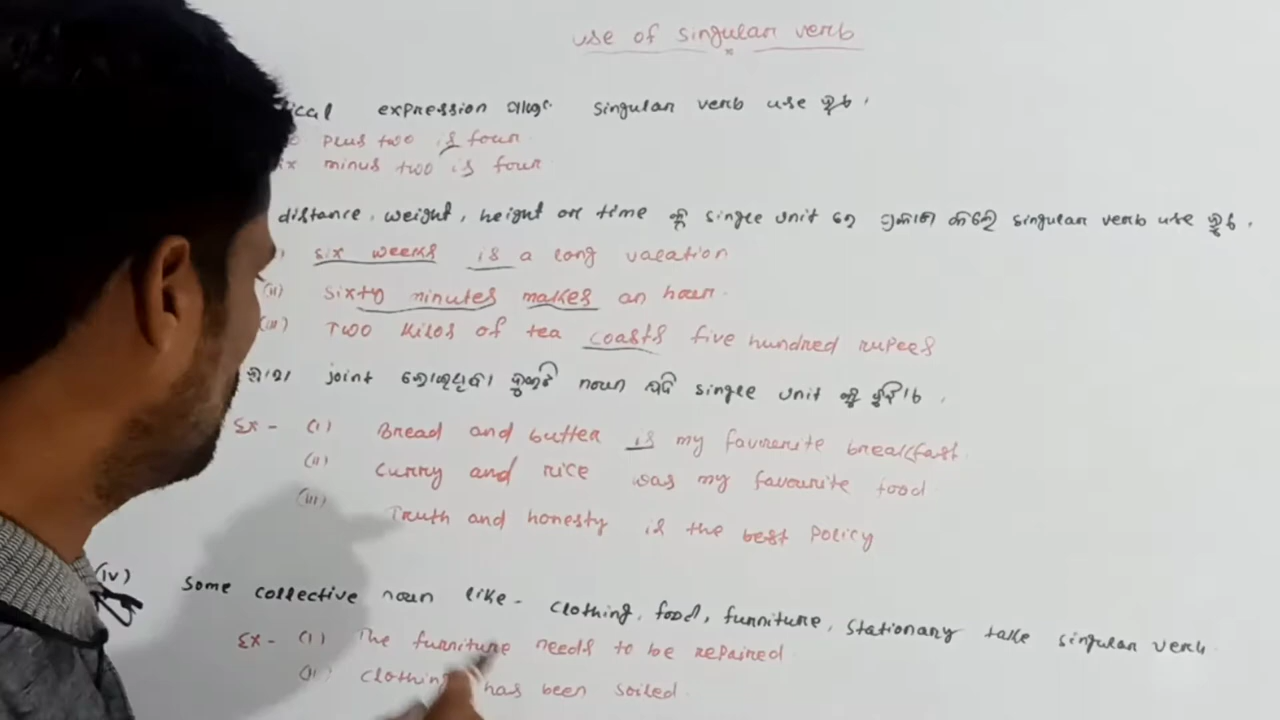 use of singular verb
ical expression singular verb use ହୁଏ ।
plus two is four
ix minus two is four
distance, weight, height or time କୁ single unit ରେ ପ୍ରକାଶ କଲେ singular verb use ହୁଏ ।
six weeks is a long vacation
(ii) sixty minutes makes an hour.
(iii) Two kilos of tea coasts five hundred rupees
joint noun ଯଦି single unit କୁ
Ex - (i) Bread and butter is my favourite breakfast.
(ii) curry and rice was my favourite food
(iii) Truth and honesty is the best policy
(iv) Some collective noun like - clothing, food, furniture, stationary take singular verb.
Ex - (i) The furniture needs to be repaired
(ii) clothing has been soiled.